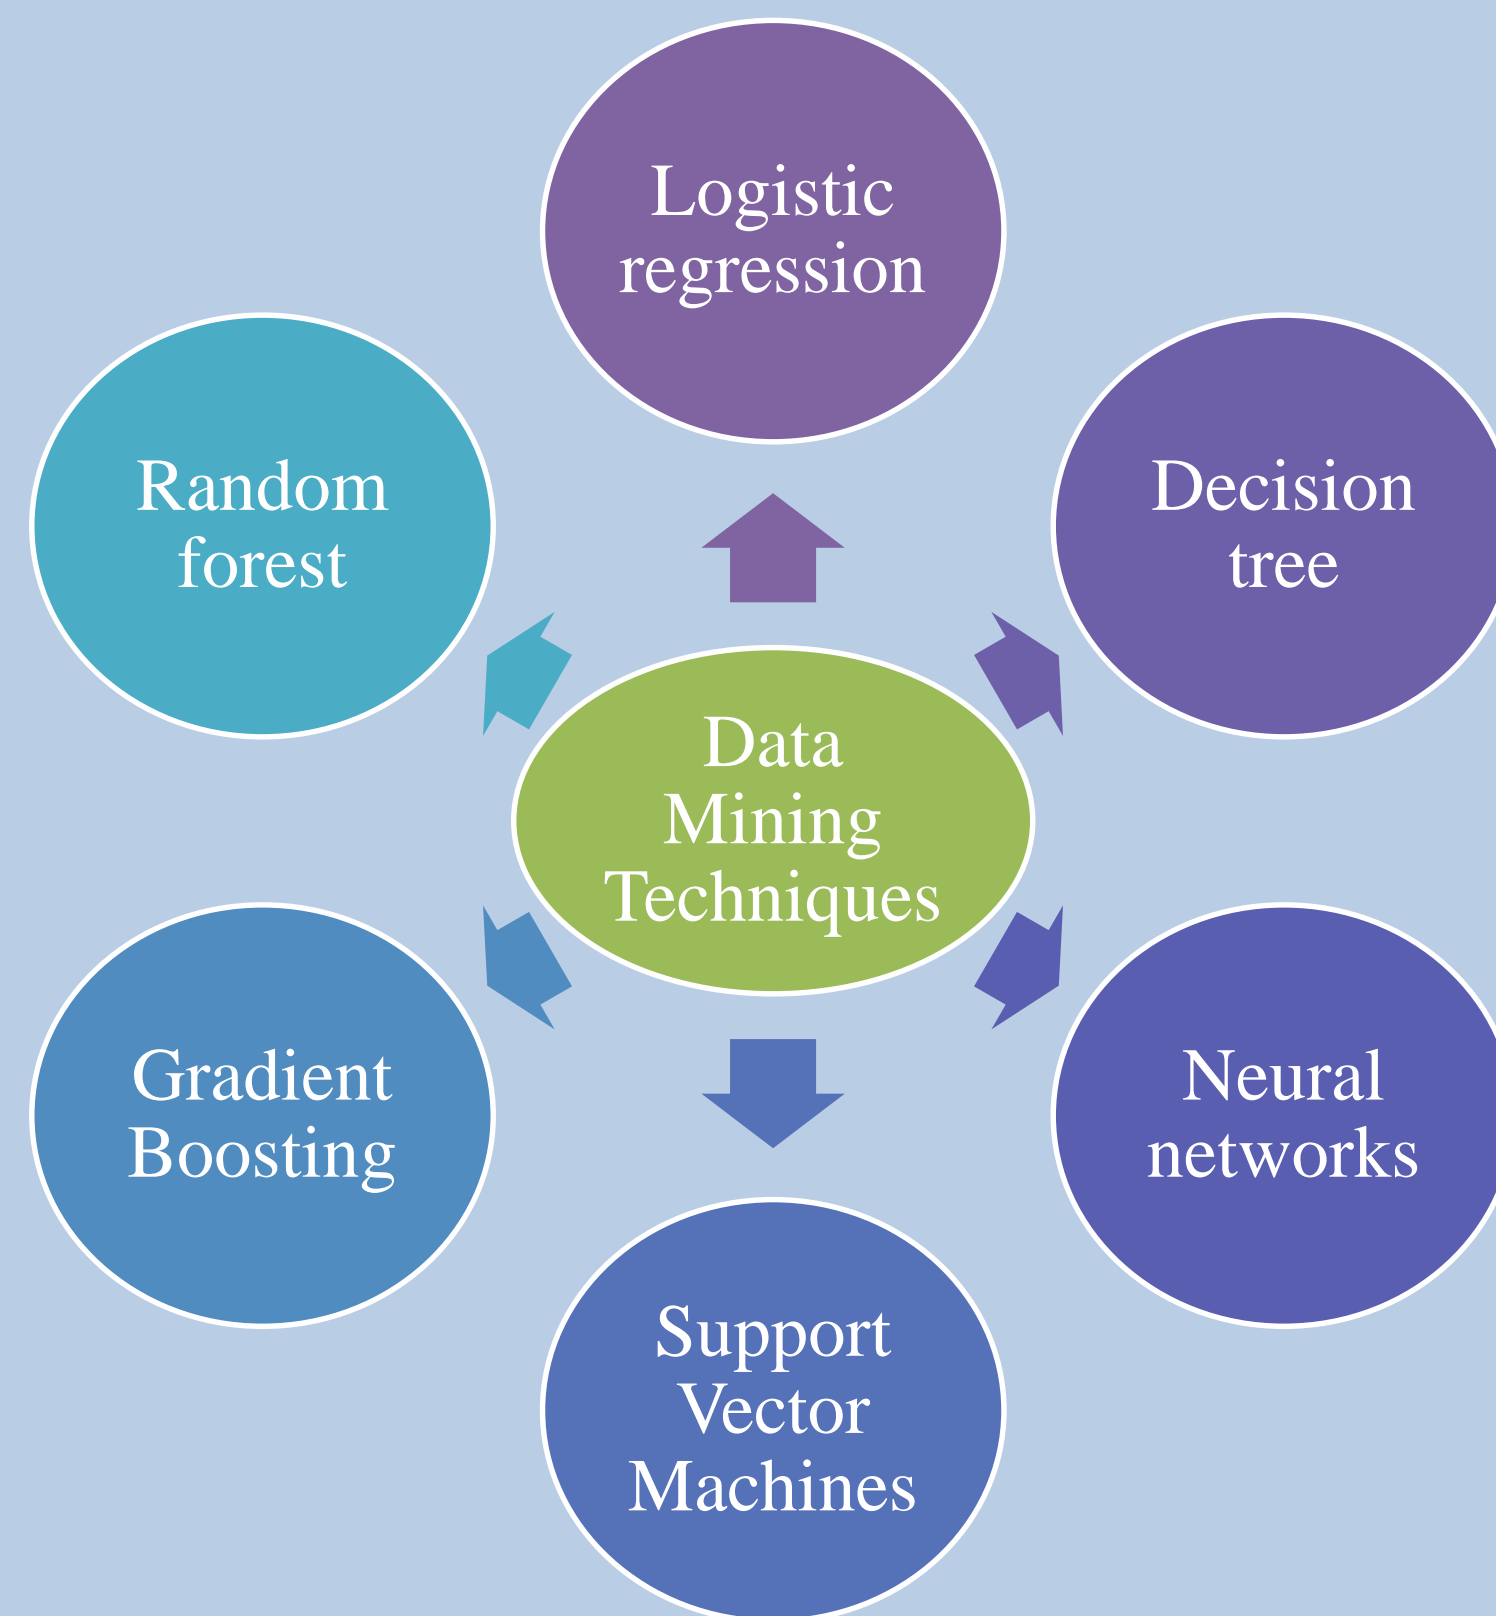 Logistic
regression
Random
forest
Decision
tree
Data
Mining
Techniques
Gradient
Boosting
Neural
networks
Support
Vector
Machines